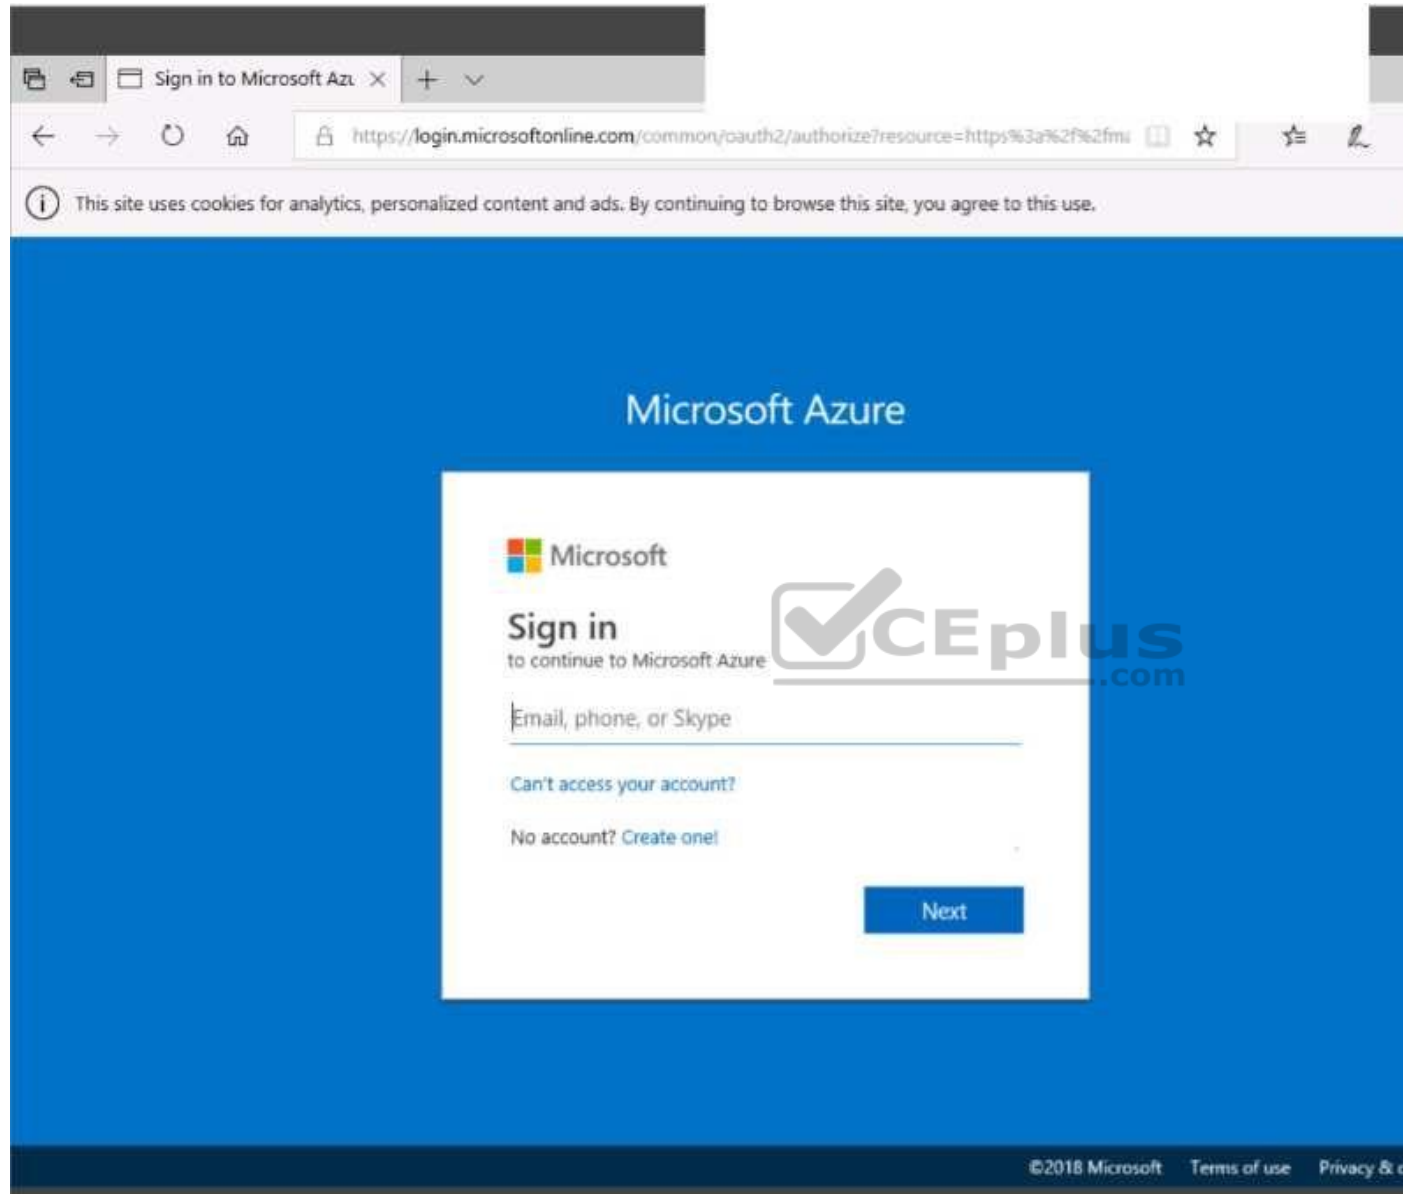 Sign in to Microsoft Azu
https://login.microsoftonline.com/common/oauth2/authorize?resource=https%3a%2f%2fma
This site uses cookies for analytics, personalized content and ads. By continuing to browse this site, you agree to this use.
Microsoft Azure
Microsoft
Sign in
to continue to Microsoft Azure
CEplus
.com
Email, phone, or Skype
Can't access your account?
No account? Create one!
Next
©2018 Microsoft Terms of use Privacy & c